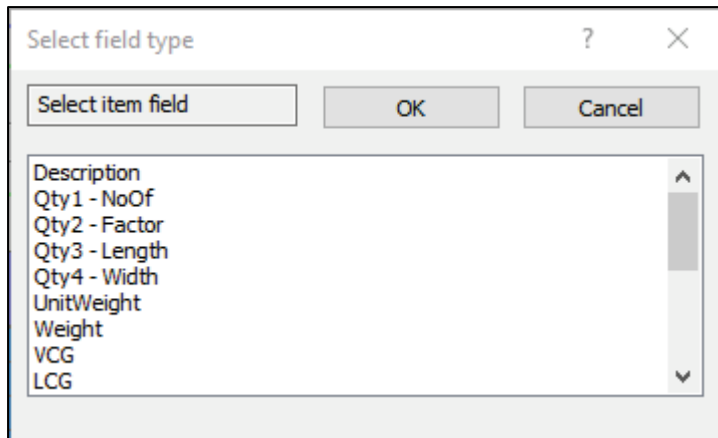 Select field type
?
Select item field
OK
Cancel
Description
Qty1 - NoOf
Qty2 - Factor
Qty3 - Length
Qty4 - Width
UnitWeight
Weight
VCG
LCG